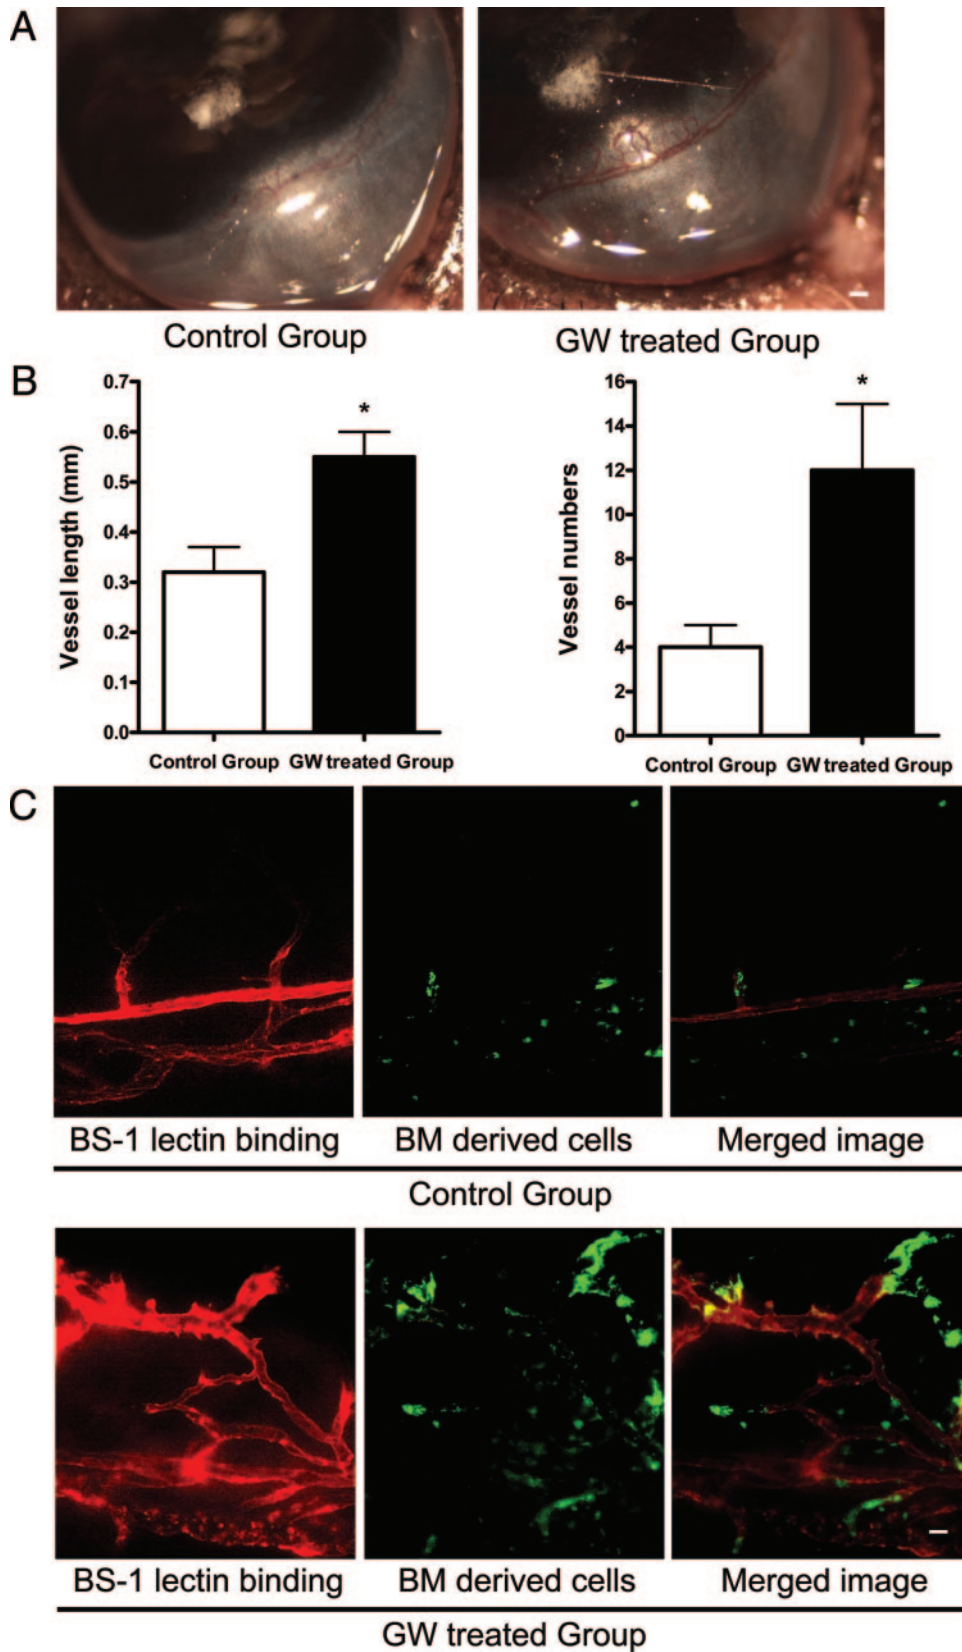 A
Control Group
GW treated Group
B
Vessel length (mm)
0.7
0.6
0.5
0.4
0.3
0.2
0.1
0.0
*
Control Group
GW treated Group
Vessel numbers
16
14
12
10
8
6
4
2
0
*
Control Group
GW treated Group
C
BS-1 lectin binding
BM derived cells
Merged image
Control Group
BS-1 lectin binding
BM derived cells
Merged image
GW treated Group